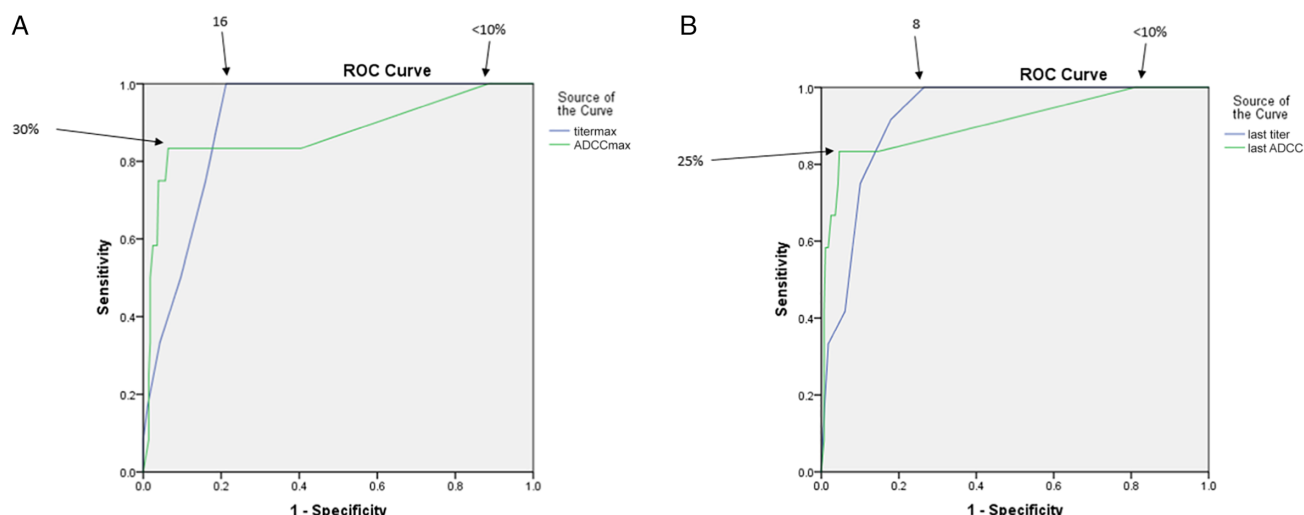 A
16
<10%
ROC Curve
30%
Source of
the Curve
titermax
ADCCmax
1.0
0.8
0.6
0.4
0.2
0.0
Sensitivity
0.0 0.2 0.4 0.6 0.8 1.0
1 - Specificity
B
8
<10%
ROC Curve
25%
Source of
the Curve
last titer
last ADCC
1.0
0.8
0.6
0.4
0.2
0.0
Sensitivity
0.0 0.2 0.4 0.6 0.8 1.0
1 - Specificity